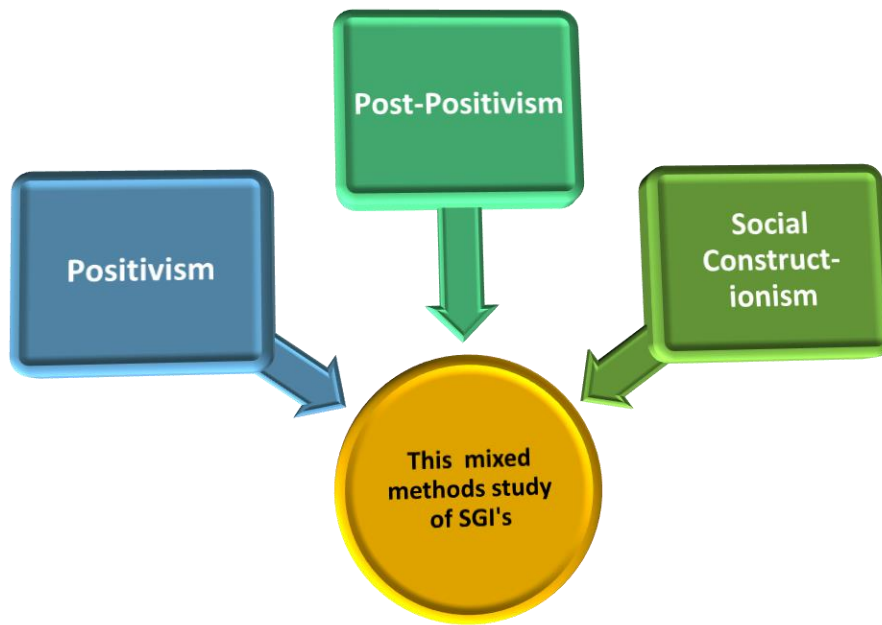 Post-Positivism
Positivism
Social
Construct-
ionism
This mixed
methods study
of SGI's